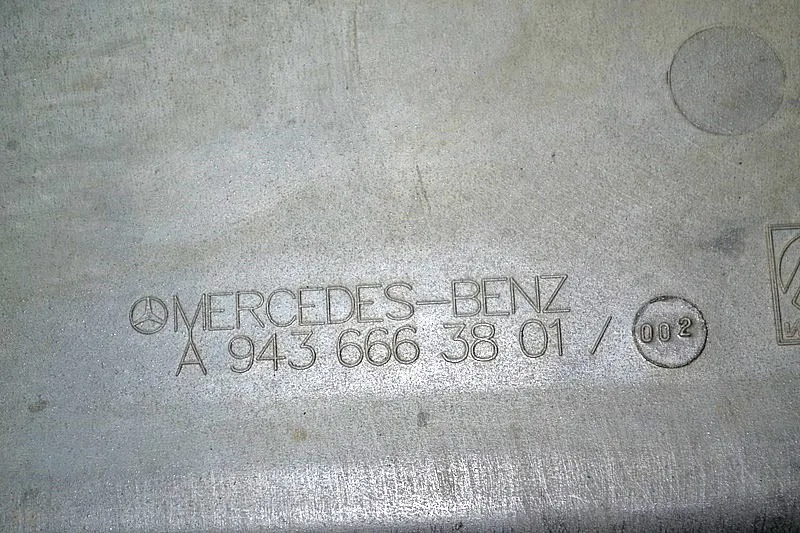 MERCEDES-BENZ
A 943 666 38 01 / 002